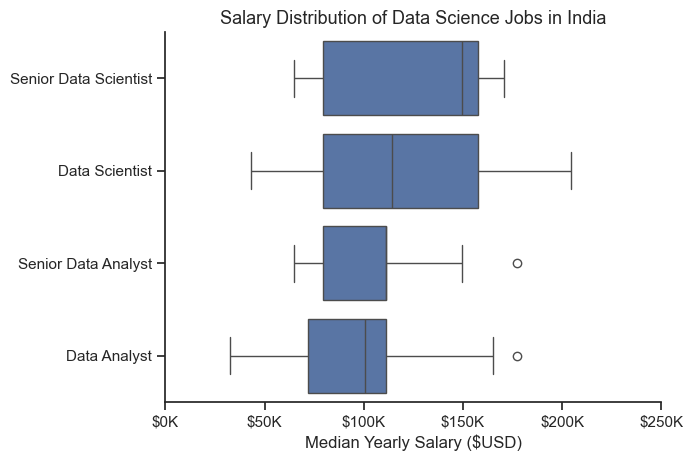 Salary Distribution of Data Science Jobs in India
Senior Data Scientist
Data Scientist
Senior Data Analyst
Data Analyst
$0K $50K $100K $150K $200K $250K
Median Yearly Salary ($USD)